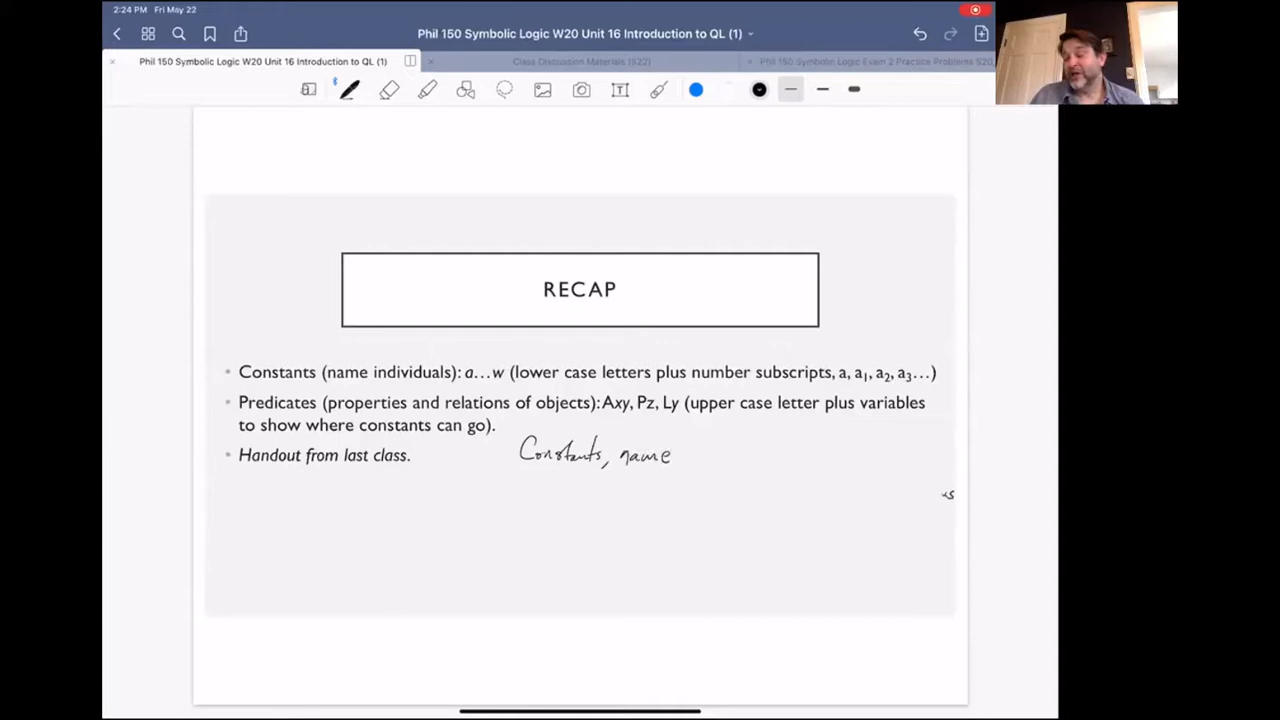 2:24 PM Fri May 22
Phil 150 Symbolic Logic W20 Unit 16 Introduction to QL (1)
Phil 150 Symbolic Logic W20 Unit 16 Introduction to QL (1)
Class Discussion Materials (S22)
Phil 150 Symbolic Logic Exam 2 Practice Problems S20
RECAP
• Constants (name individuals): a…w (lower case letters plus number subscripts, a, a₁, a₂, a₃…)
• Predicates (properties and relations of objects): Axy, Pz, Ly (upper case letter plus variables
to show where constants can go).
• Handout from last class.
Constants, name